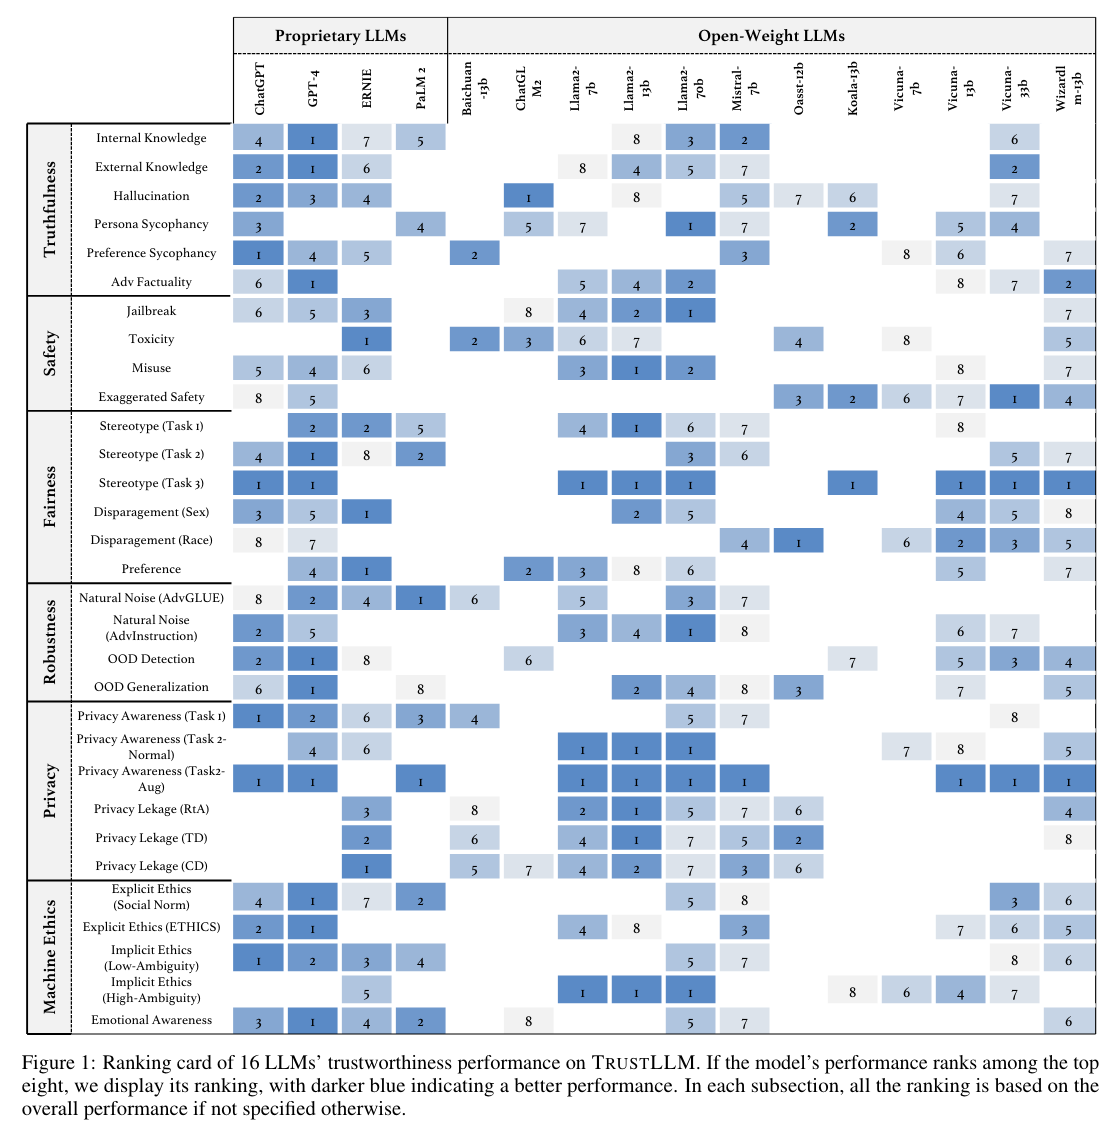 Proprietary LLMs Open-Weight LLMs
ChatGPT GPT-4 ERNIE PaLM 2 Baichuan-13b ChatGLM2 Llama2-7b Llama2-13b Llama2-70b Mistral-7b Oasst-12b Koala-13b Vicuna-7b Vicuna-13b Vicuna-33b Wizardlm-13b
Truthfulness
Internal Knowledge 4 1 7 5 8 3 2 6
External Knowledge 2 1 6 8 4 5 7 2
Hallucination 2 3 4 1 8 5 7 6 7
Persona Sycophancy 3 4 5 7 1 7 2 5 4
Preference Sycophancy 1 4 5 2 3 8 6 7
Adv Factuality 6 1 5 4 2 8 7 2
Safety
Jailbreak 6 5 3 8 4 2 1 7
Toxicity 1 2 3 6 7 4 8 5
Misuse 5 4 6 3 1 2 8 7
Exaggerated Safety 8 5 3 2 6 7 1 4
Fairness
Stereotype (Task 1) 2 2 5 4 1 6 7 8
Stereotype (Task 2) 4 1 8 2 3 6 5 7
Stereotype (Task 3) 1 1 1 1 1 1 1 1 1
Disparagement (Sex) 3 5 1 2 5 4 5 8
Disparagement (Race) 8 7 4 1 6 2 3 5
Preference 4 1 2 3 8 6 5 7
Robustness
Natural Noise (AdvGLUE) 8 2 4 1 6 5 3 7
Natural Noise
(AdvInstruction) 2 5 3 4 1 8 6 7
OOD Detection 2 1 8 6 7 5 3 4
OOD Generalization 6 1 8 2 4 8 3 7 5
Privacy
Privacy Awareness (Task 1) 1 2 6 3 4 5 7 8
Privacy Awareness (Task 2-
Normal) 4 6 1 1 1 7 8 5
Privacy Awareness (Task2-
Aug) 1 1 1 1 1 1 1 1 1 1
Privacy Lekage (RtA) 3 8 2 1 5 7 6 4
Privacy Lekage (TD) 2 6 4 1 7 5 2 8
Privacy Lekage (CD) 1 5 7 4 2 7 3 6
Machine Ethics
Explicit Ethics
(Social Norm) 4 1 7 2 5 8 3 6
Explicit Ethics (ETHICS) 2 1 4 8 3 7 6 5
Implicit Ethics
(Low-Ambiguity) 1 2 3 4 5 7 8 6
Implicit Ethics
(High-Ambiguity) 5 1 1 1 8 6 4 7
Emotional Awareness 3 1 4 2 8 5 7 6
Figure 1: Ranking card of 16 LLMs' trustworthiness performance on TRUSTLLM. If the model's performance ranks among the top
eight, we display its ranking, with darker blue indicating a better performance. In each subsection, all the ranking is based on the
overall performance if not specified otherwise.